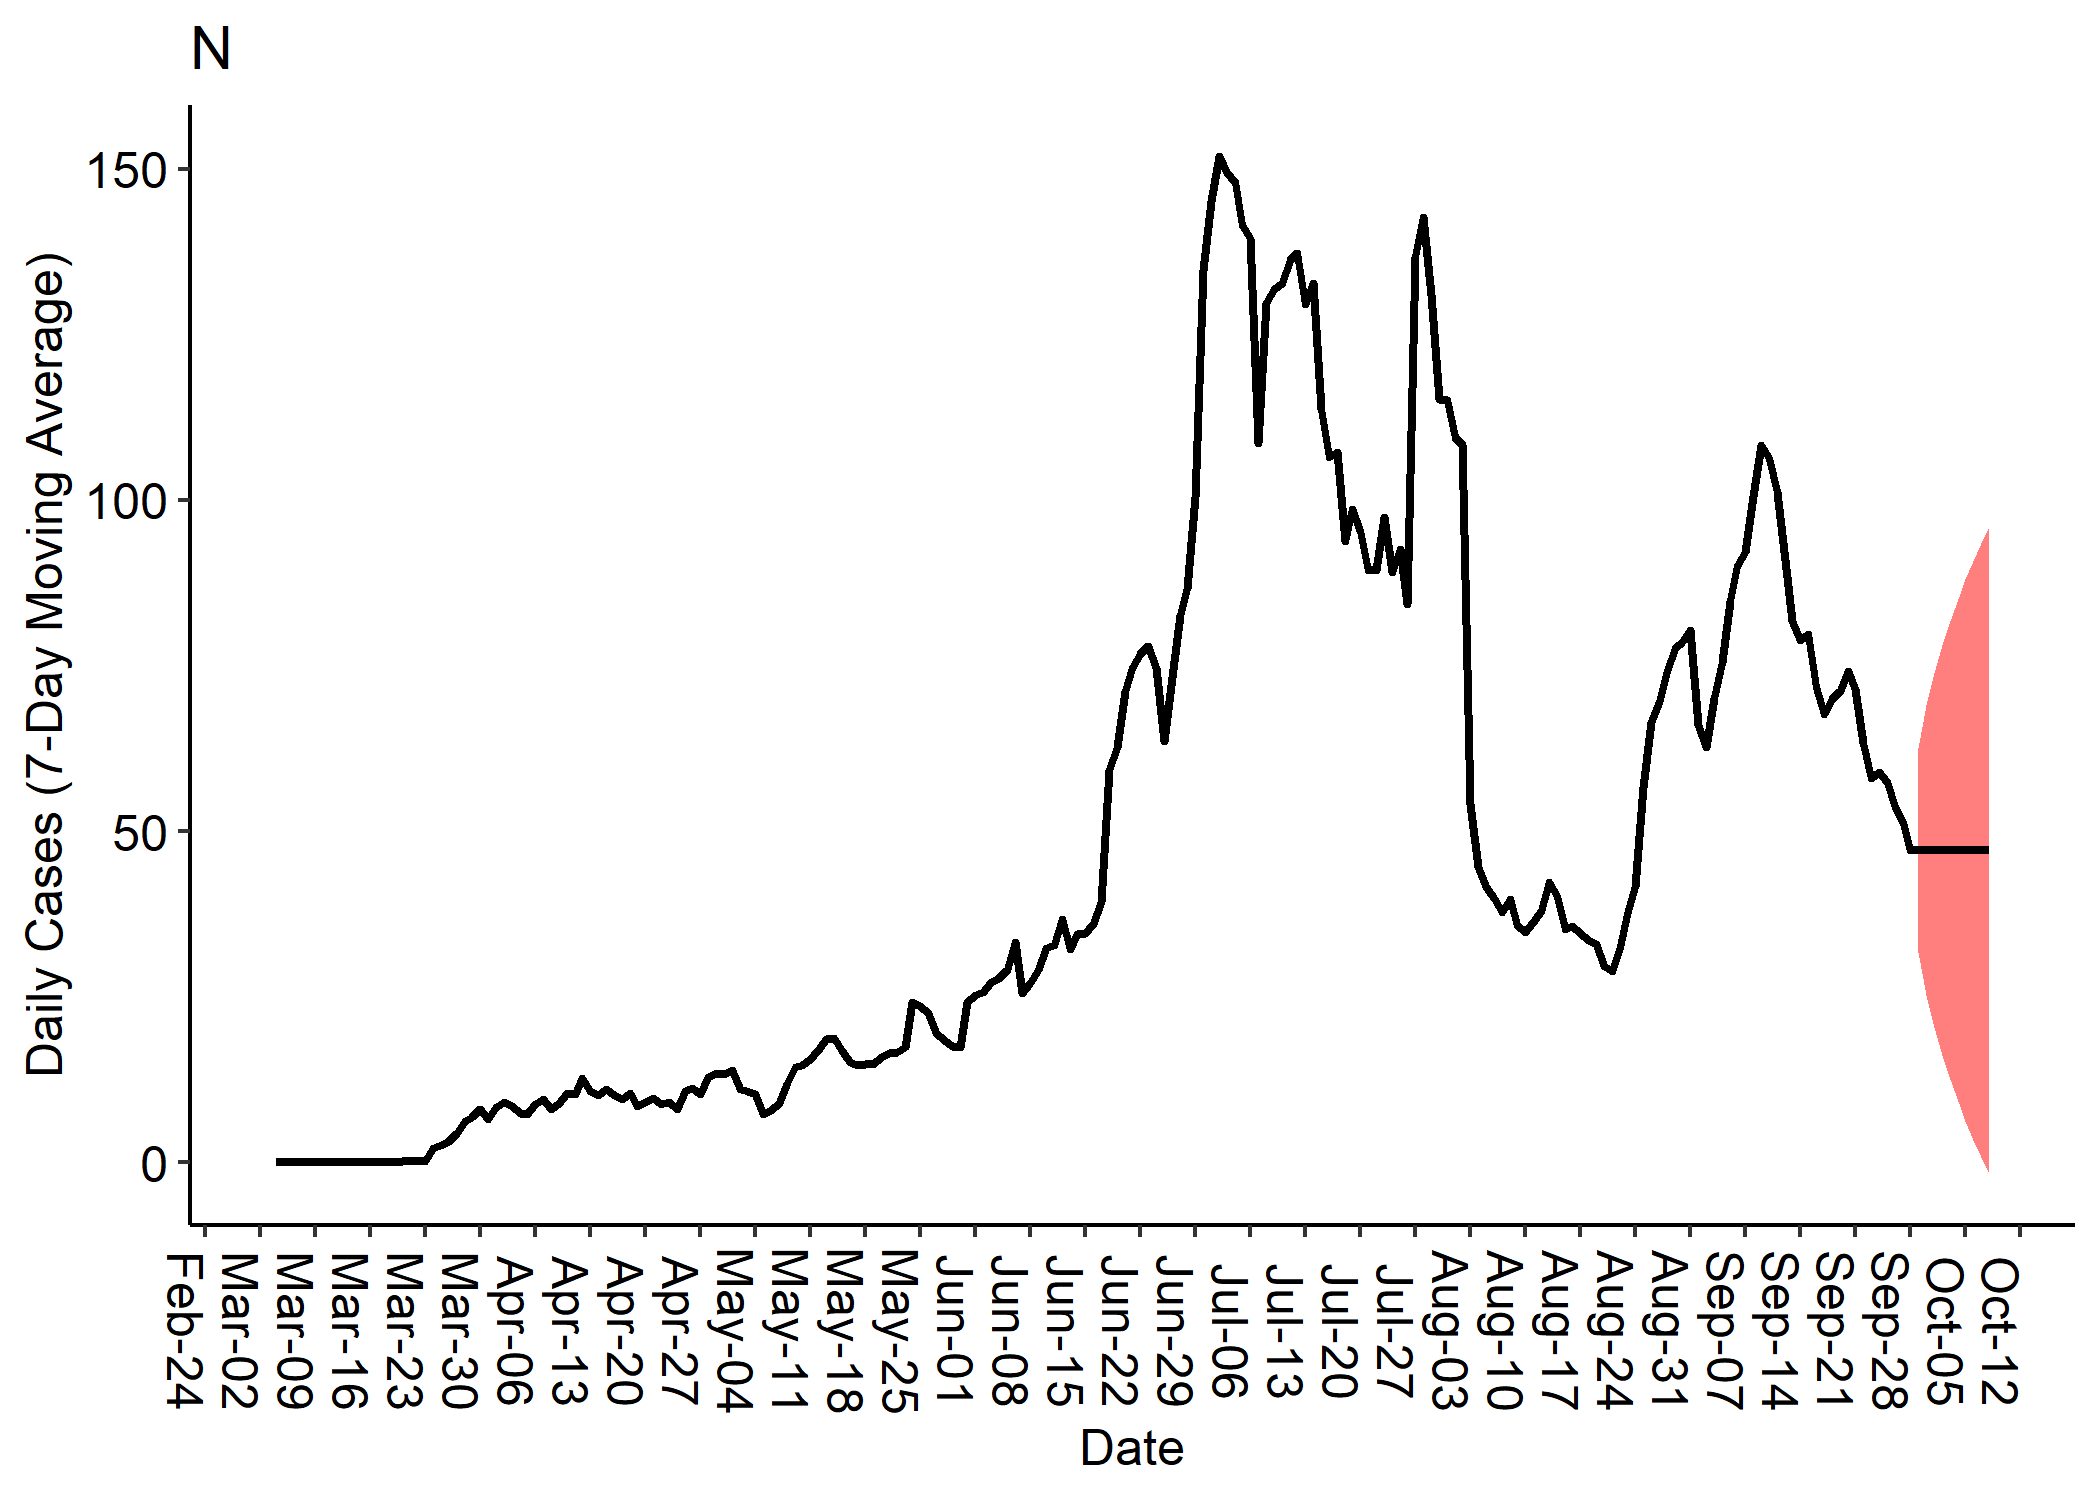 N
Daily Cases (7-Day Moving Average)
150
100
50
0
Feb-24
Mar-02
Mar-09
Mar-16
Mar-23
Mar-30
Apr-06
Apr-13
Apr-20
Apr-27
May-04
May-11
May-18
May-25
Jun-01
Jun-08
Jun-15
Jun-22
Jun-29
Jul-06
Jul-13
Jul-20
Jul-27
Aug-03
Aug-10
Aug-17
Aug-24
Aug-31
Sep-07
Sep-14
Sep-21
Sep-28
Oct-05
Oct-12
Date